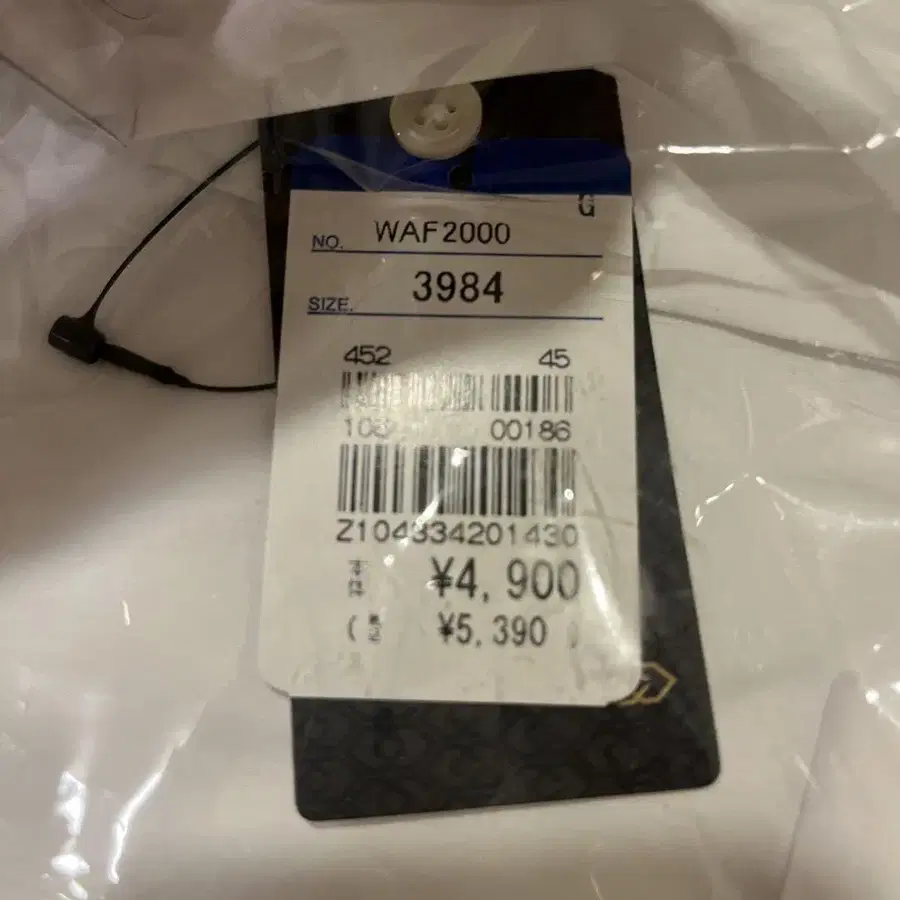 G
NO. WAF2000
SIZE. 3984
452 45
00186
Z104334201430
¥4,900
( ¥5,390 )